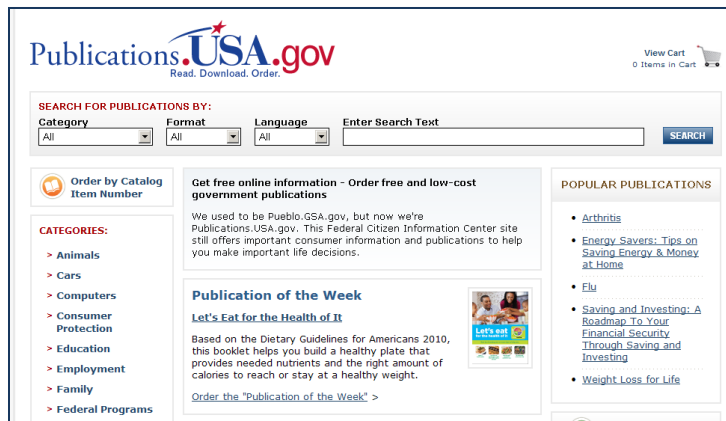 Publications.USA.gov
Read. Download. Order.
View Cart
0 Items in Cart
SEARCH FOR PUBLICATIONS BY:
Category Format Language Enter Search Text
All All All SEARCH
Order by Catalog
Item Number
CATEGORIES:
> Animals
> Cars
> Computers
> Consumer
Protection
> Education
> Employment
> Family
> Federal Programs
Get free online information - Order free and low-cost
government publications
We used to be Pueblo.GSA.gov, but now we're
Publications.USA.gov. This Federal Citizen Information Center site
still offers important consumer information and publications to help
you make important life decisions.
Publication of the Week
Let's Eat for the Health of It
Based on the Dietary Guidelines for Americans 2010,
this booklet helps you build a healthy plate that
provides needed nutrients and the right amount of
calories to reach or stay at a healthy weight.
Order the "Publication of the Week" >
Let's eat
for the health of it
POPULAR PUBLICATIONS
• Arthritis
• Energy Savers: Tips on
Saving Energy & Money
at Home
• Flu
• Saving and Investing: A
Roadmap To Your
Financial Security
Through Saving and
Investing
• Weight Loss for Life